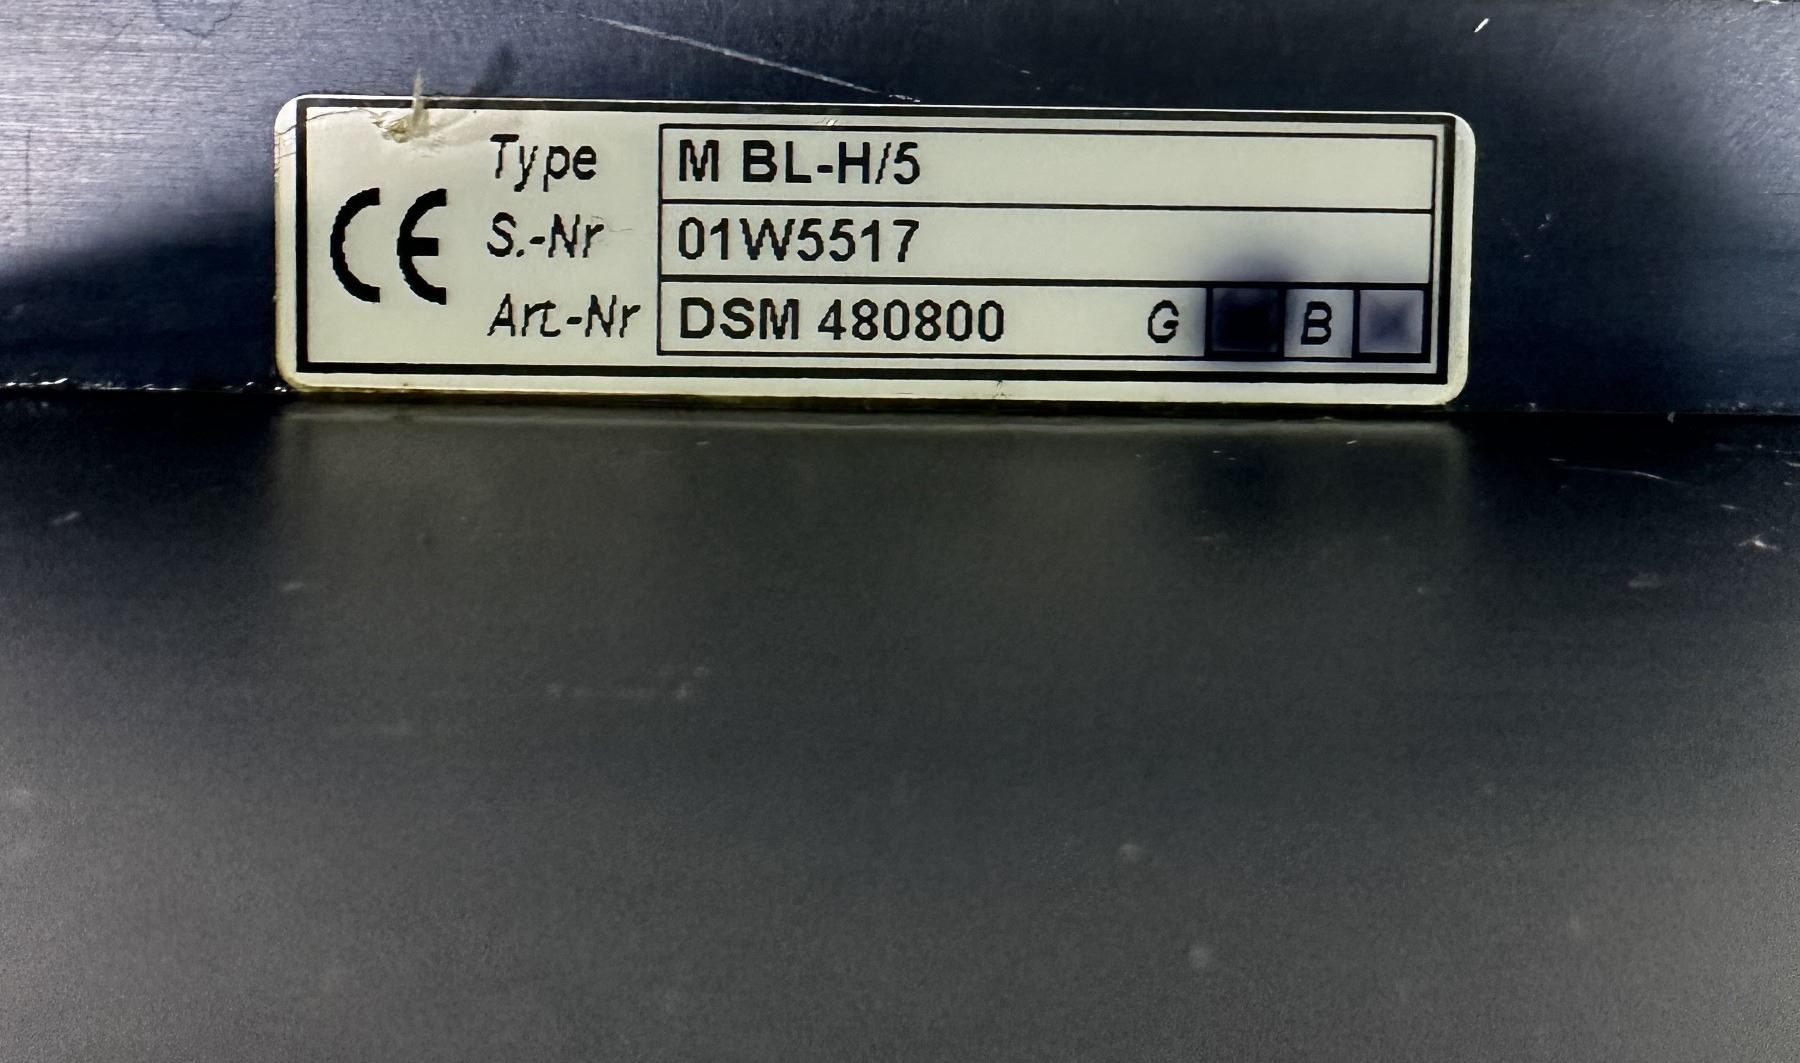 CE
Type M BL-H/5
S.-Nr 01W5517
Art.-Nr DSM 480800 G B